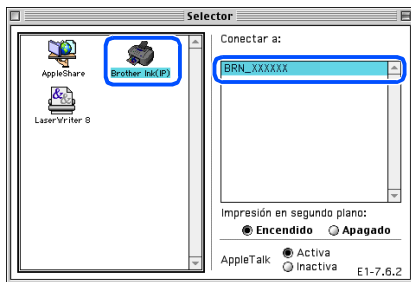 Selector
Conectar a:
AppleShare
Brother Ink(IP)
BRN_XXXXXX
LaserWriter 8
Impresión en segundo plano:
Encendido Apagado
AppleTalk
Activa
Inactiva
E1-7.6.2